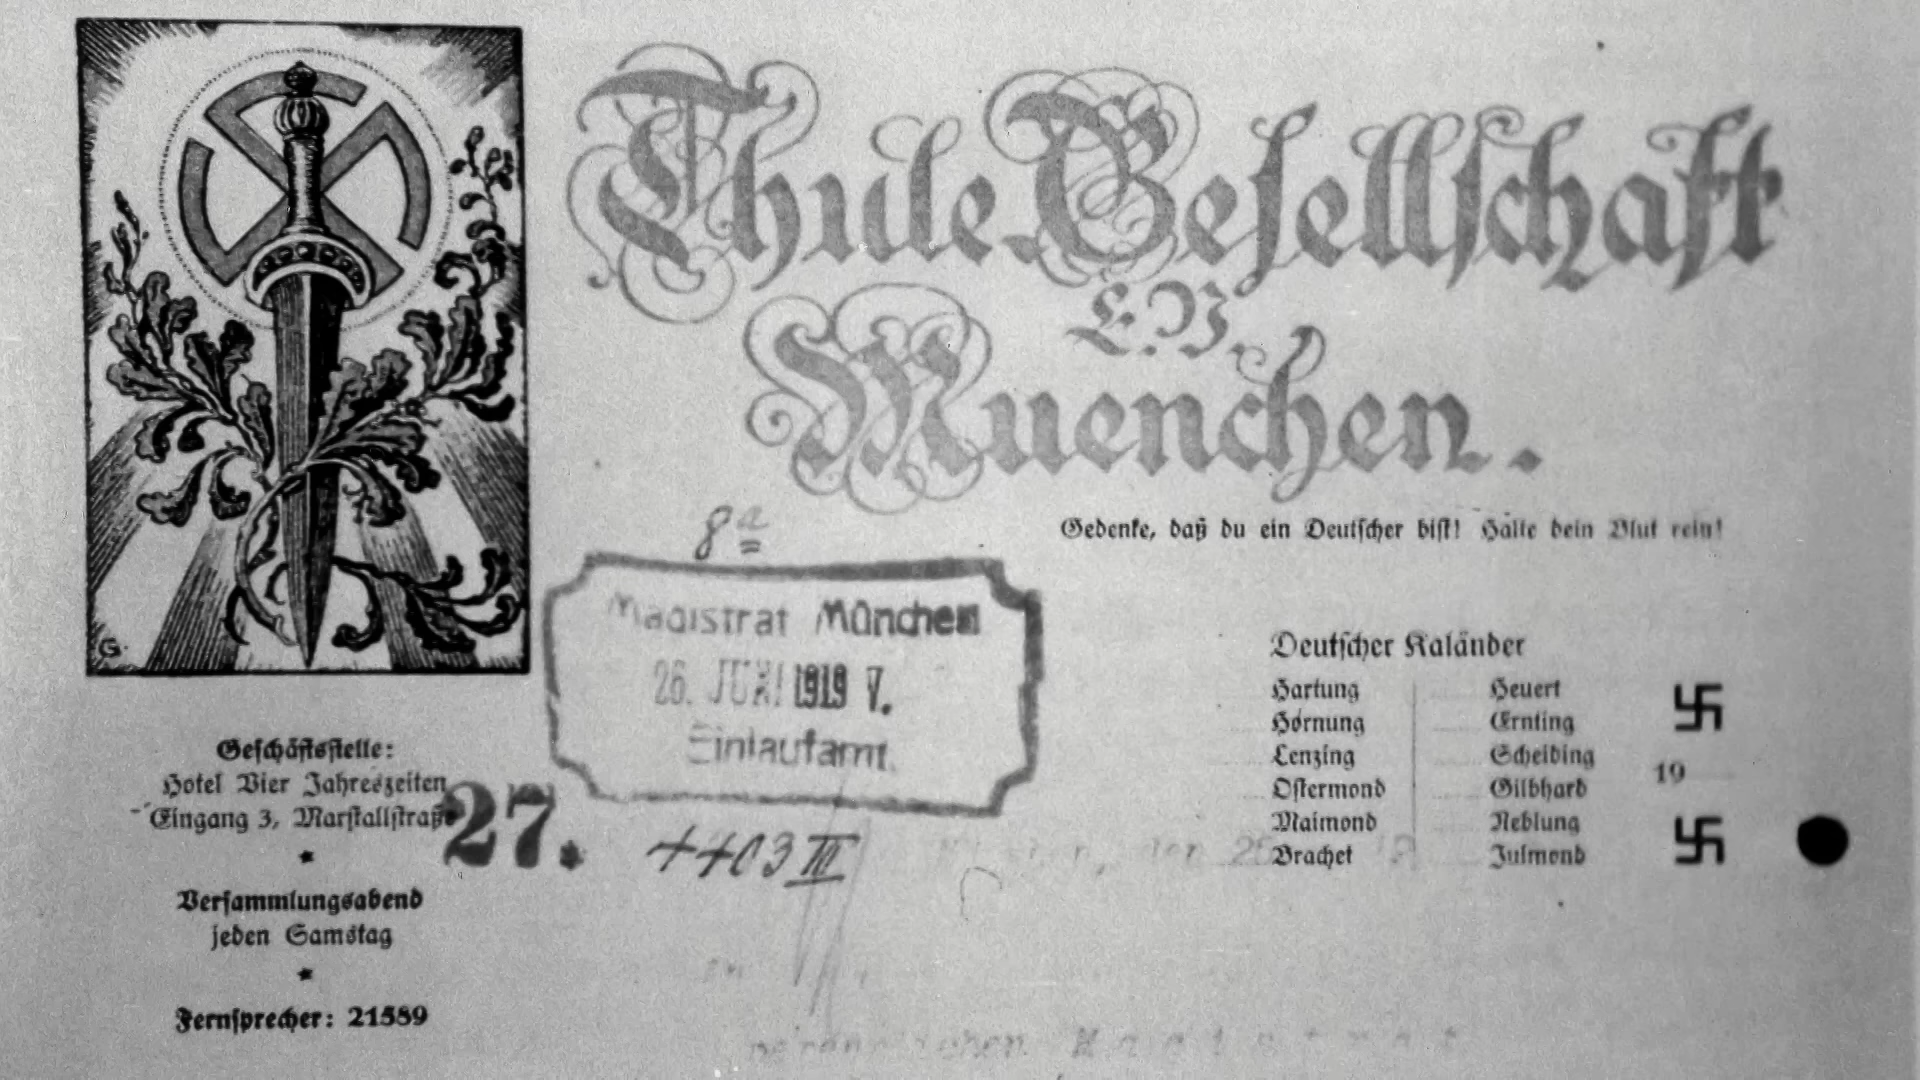 Thule-Gesellschaft
E.V.
Muenchen.
Gedenke, daß du ein Deutscher bist! Halte dein Blut rein!
8a
Magistrat München
26. JUNI 1919 V.
Einlaufamt.
27.
4403 III
Deutscher Kaländer
Hartung Heuert
Hornung Ernting
Lenzing Scheiding
Ostermond Gilbhard
Maimond Neblung
Brachet Julmond
19
G.
Geschäftsstelle:
Hotel Vier Jahreszeiten
Eingang 3, Marstallstraße
Versammlungsabend
jeden Samstag
Fernsprecher: 21589